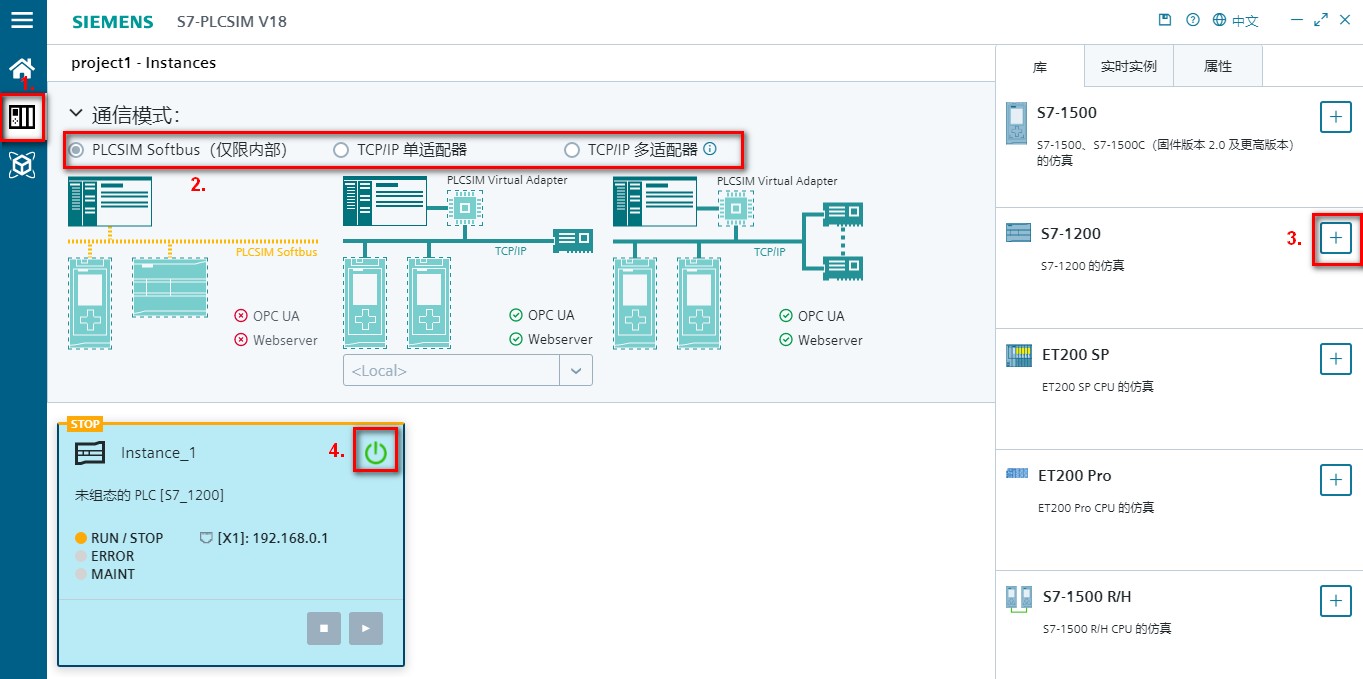 SIEMENS S7-PLCSIM V18 中文
project1 - Instances
1.
通信模式：
PLCSIM Softbus（仅限内部） TCP/IP 单适配器 TCP/IP 多适配器
2.
PLCSIM Softbus
OPC UA
Webserver
PLCSIM Virtual Adapter
TCP/IP
OPC UA
Webserver
<Local>
PLCSIM Virtual Adapter
TCP/IP
OPC UA
Webserver
STOP
Instance_1
4.
未组态的 PLC [S7_1200]
RUN / STOP [X1]: 192.168.0.1
ERROR
MAINT
库 实时实例 属性
S7-1500
S7-1500、S7-1500C（固件版本 2.0 及更高版本）
的仿真
S7-1200
3.
S7-1200 的仿真
ET200 SP
ET200 SP CPU 的仿真
ET200 Pro
ET200 Pro CPU 的仿真
S7-1500 R/H
S7-1500 R/H CPU 的仿真